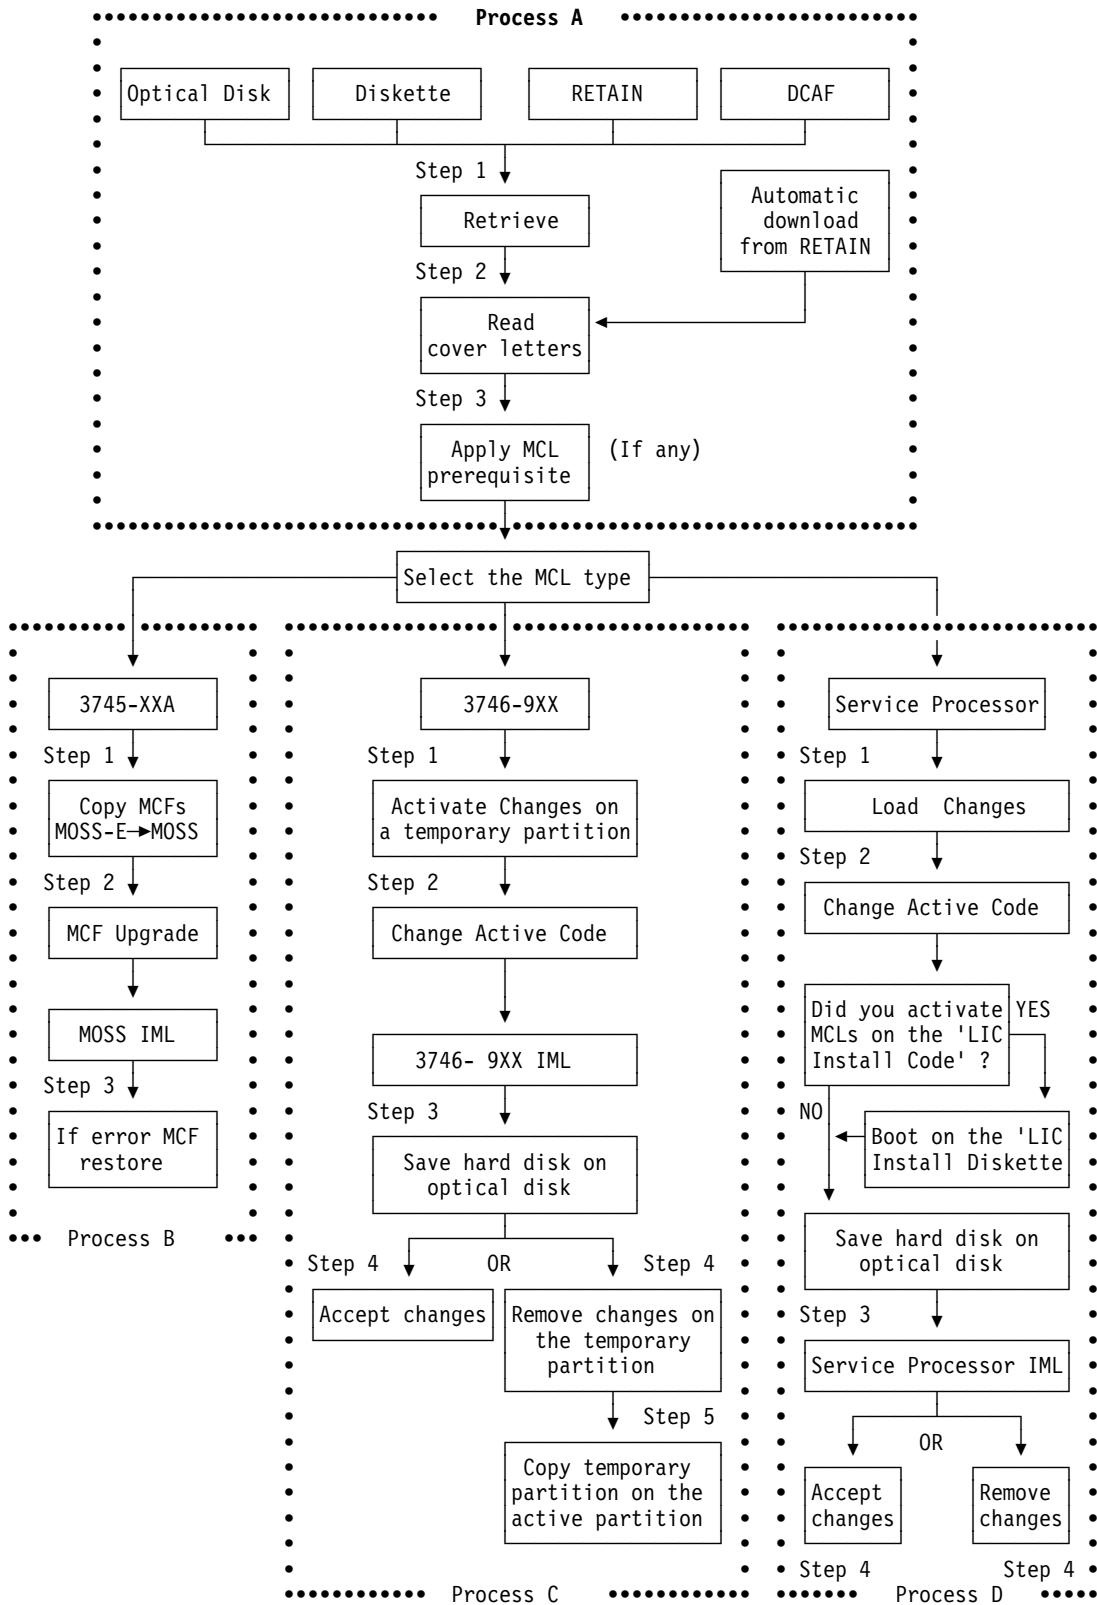 Process A
Optical Disk
Diskette
RETAIN
DCAF
Step 1
Automatic
download
from RETAIN
Retrieve
Step 2
Read
cover letters
Step 3
Apply MCL
prerequisite
(If any)
Select the MCL type
3745-XXA
Step 1
Copy MCFs
MOSS-E→MOSS
Step 2
MCF Upgrade
MOSS IML
Step 3
If error MCF
restore
Process B
3746-9XX
Step 1
Activate Changes on
a temporary partition
Step 2
Change Active Code
3746- 9XX IML
Step 3
Save hard disk on
optical disk
Step 4
OR
Step 4
Accept changes
Remove changes on
the temporary
partition
Step 5
Copy temporary
partition on the
active partition
Process C
Service Processor
Step 1
Load Changes
Step 2
Change Active Code
Did you activate
MCLs on the 'LIC
Install Code' ?
YES
NO
Boot on the 'LIC
Install Diskette
Save hard disk on
optical disk
Step 3
Service Processor IML
OR
Accept
changes
Remove
changes
Step 4
Step 4
Process D